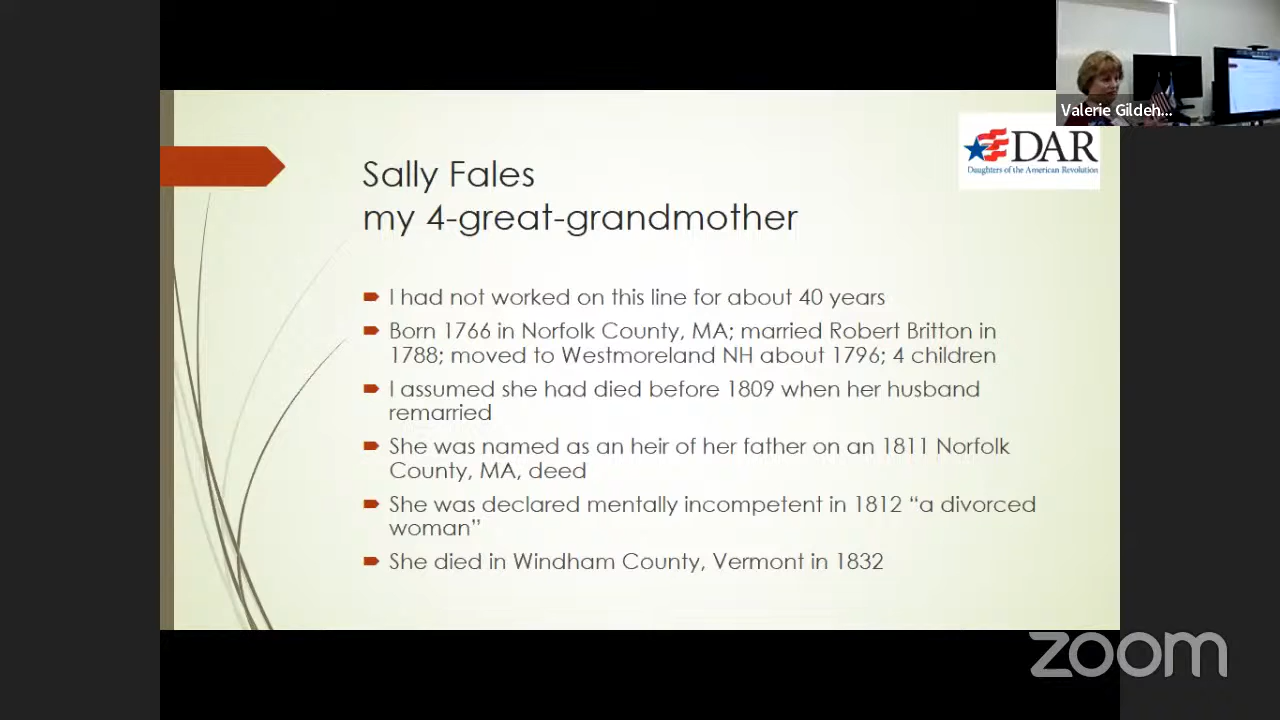 Valerie Gildeh...
DAR
Daughters of the American Revolution
Sally Fales
my 4-great-grandmother
I had not worked on this line for about 40 years
Born 1766 in Norfolk County, MA; married Robert Britton in
1788; moved to Westmoreland NH about 1796; 4 children
I assumed she had died before 1809 when her husband
remarried
She was named as an heir of her father on an 1811 Norfolk
County, MA, deed
She was declared mentally incompetent in 1812 “a divorced
woman”
She died in Windham County, Vermont in 1832
zoom